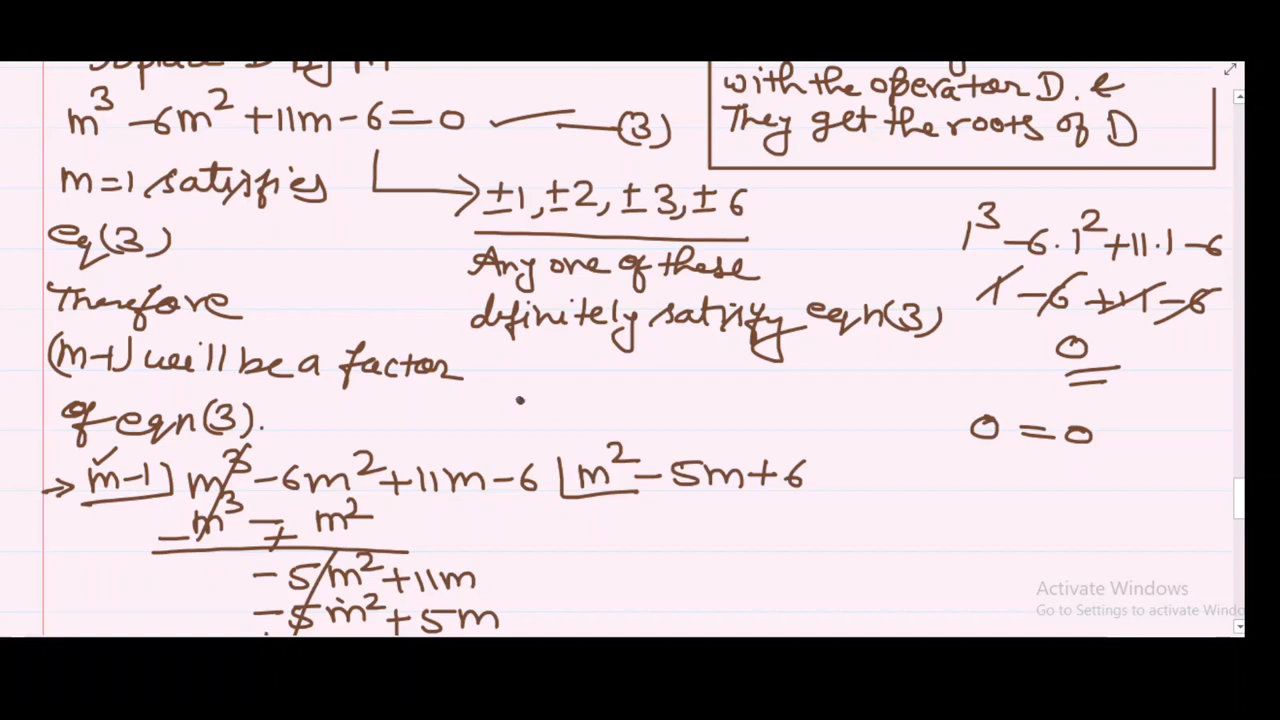 m³ -6m² +11m -6 = 0 (3)
with the operator D. &
They get the roots of D
m=1 satisfies
eq(3)
±1, ±2, ±3, ±6
Any one of these
definitely satisfy eqn(3)
1³ -6·1² +11·1 -6
1 -6 +11 -6
0
0 = 0
Therefore
(m-1) will be a factor
of eqn(3).
m-1 ] m³ -6m² +11m -6 [ m² -5m +6
- m³ ∓ m²
-5m² +11m
-5m² +5m
Activate Windows
Go to Settings to activate Windo